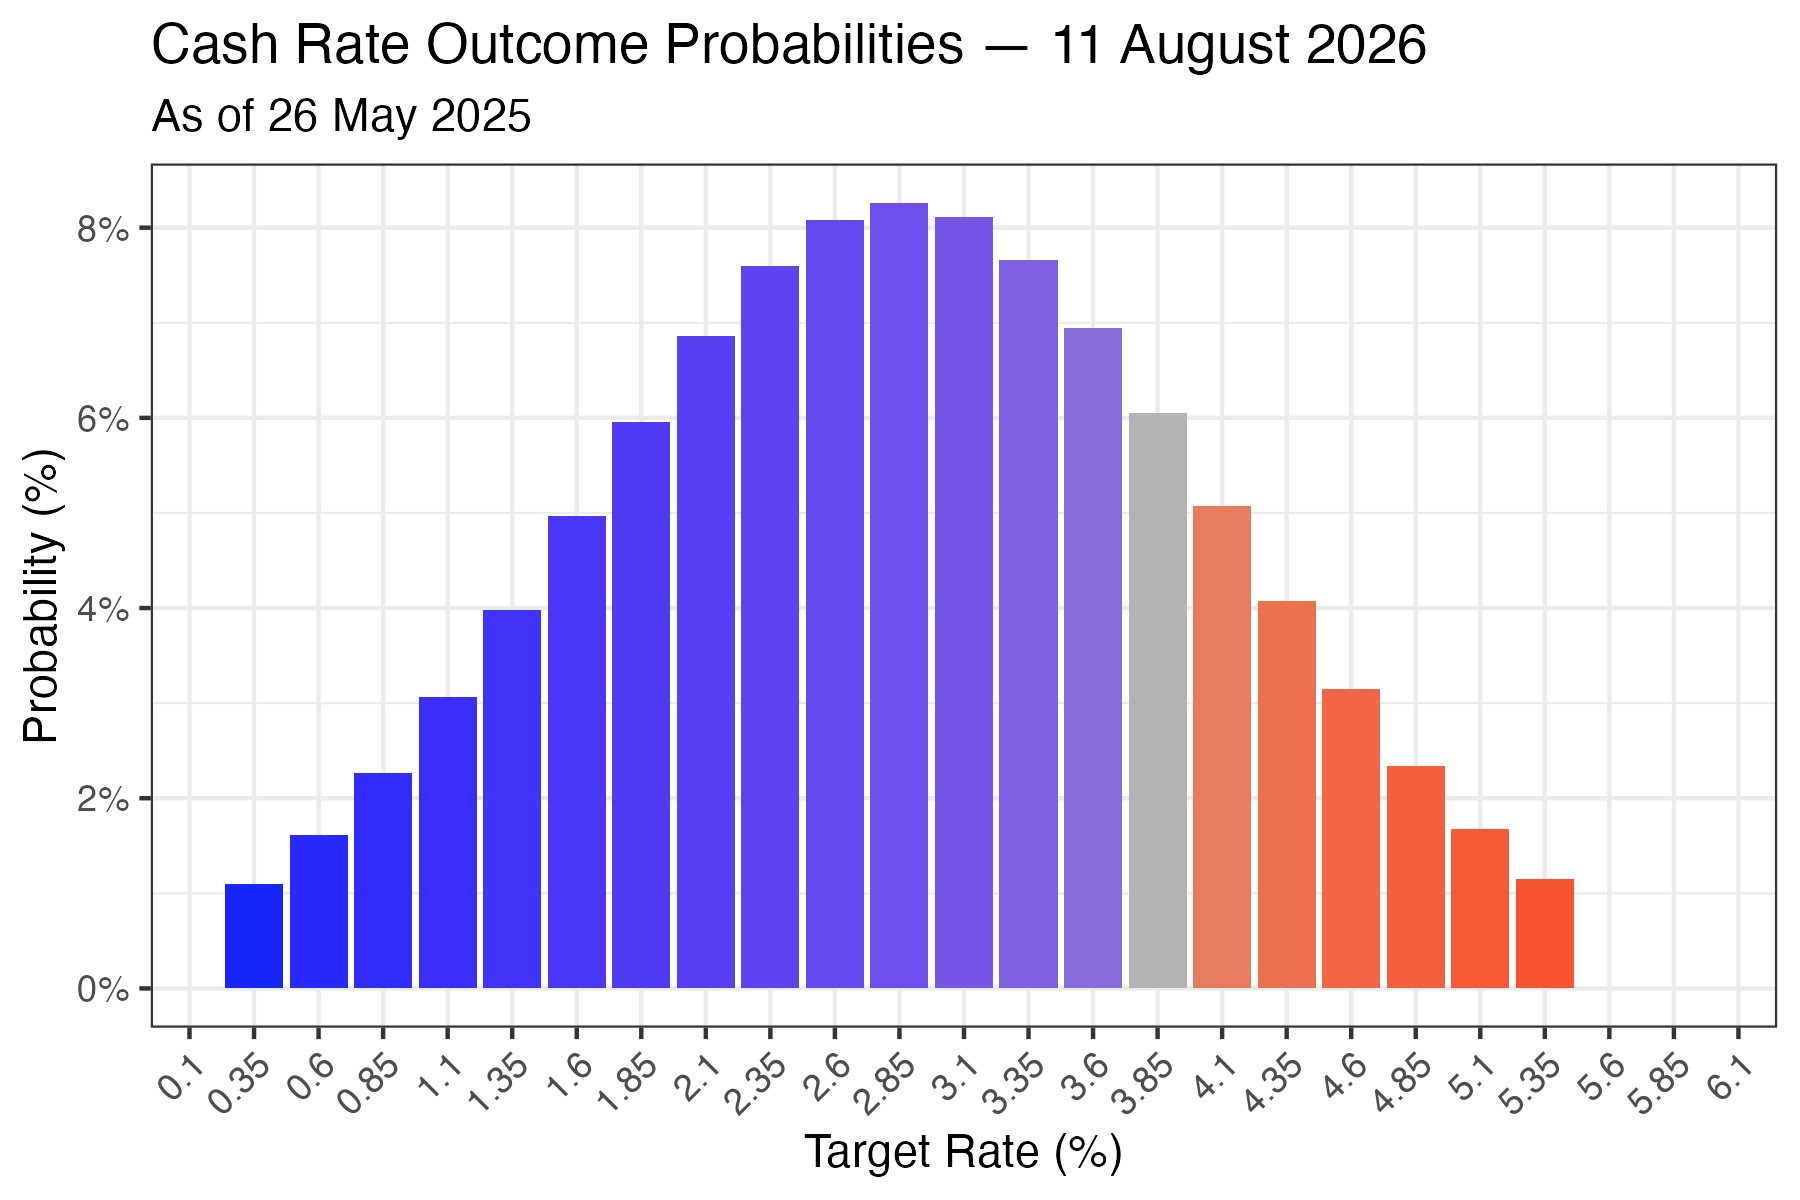 Cash Rate Outcome Probabilities — 11 August 2026
As of 26 May 2025
Probability (%)
8%
6%
4%
2%
0%
0.1 0.35 0.6 0.85 1.1 1.35 1.6 1.85 2.1 2.35 2.6 2.85 3.1 3.35 3.6 3.85 4.1 4.35 4.6 4.85 5.1 5.35 5.6 5.85 6.1
Target Rate (%)